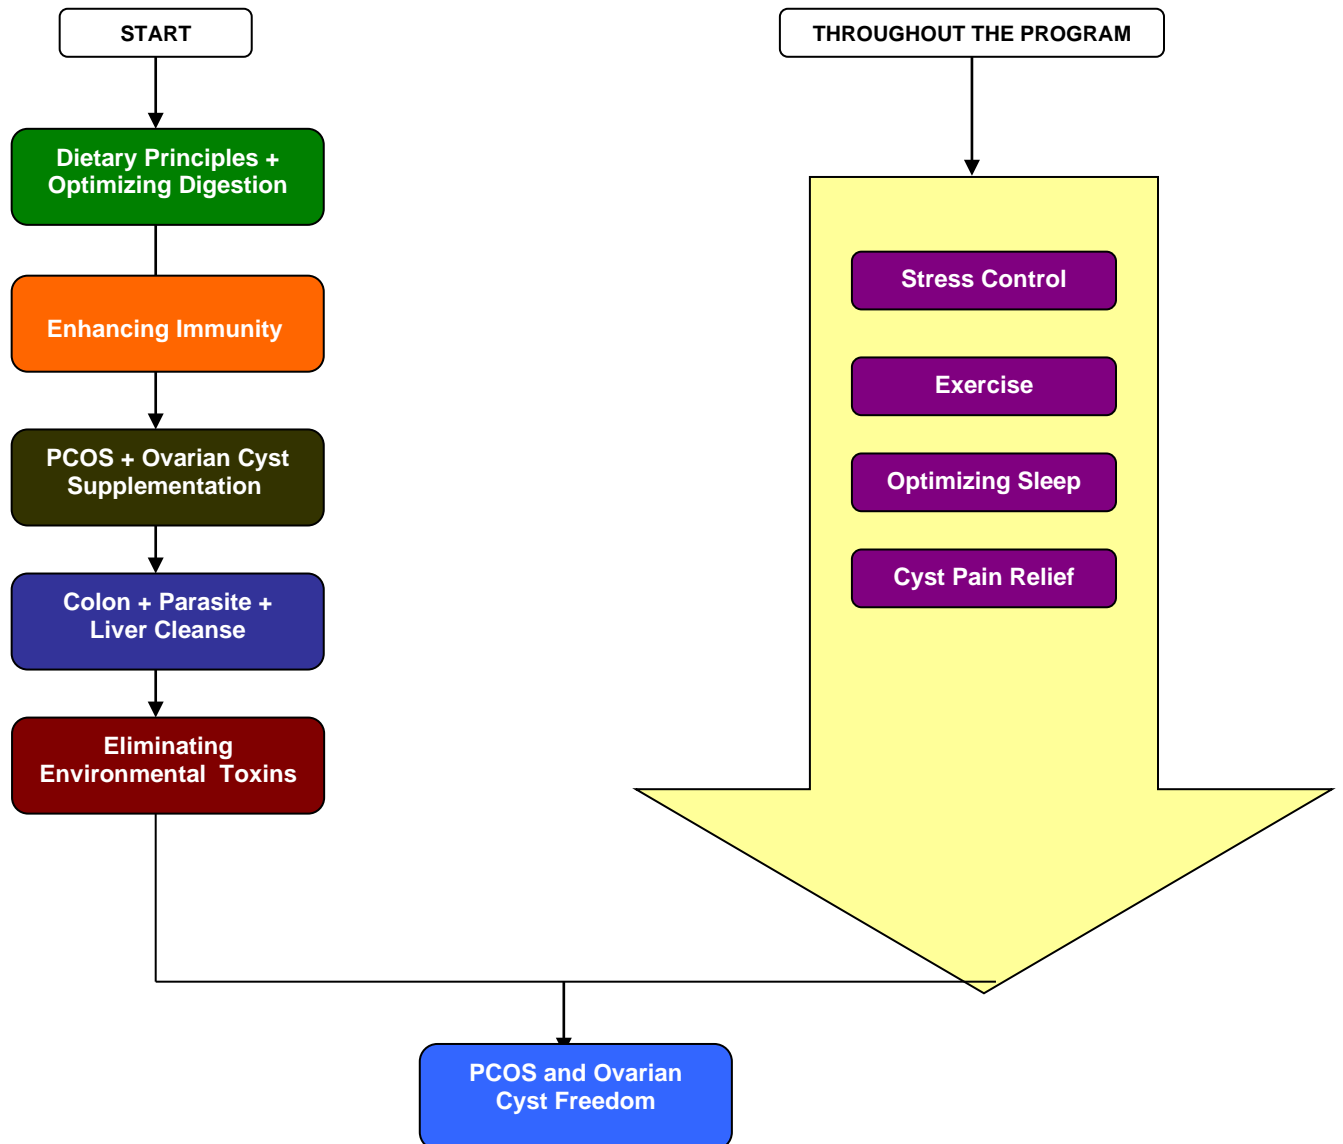 START
Dietary Principles +
Optimizing Digestion
Enhancing Immunity
PCOS + Ovarian Cyst
Supplementation
Colon + Parasite +
Liver Cleanse
Eliminating
Environmental Toxins
THROUGHOUT THE PROGRAM
Stress Control
Exercise
Optimizing Sleep
Cyst Pain Relief
PCOS and Ovarian
Cyst Freedom